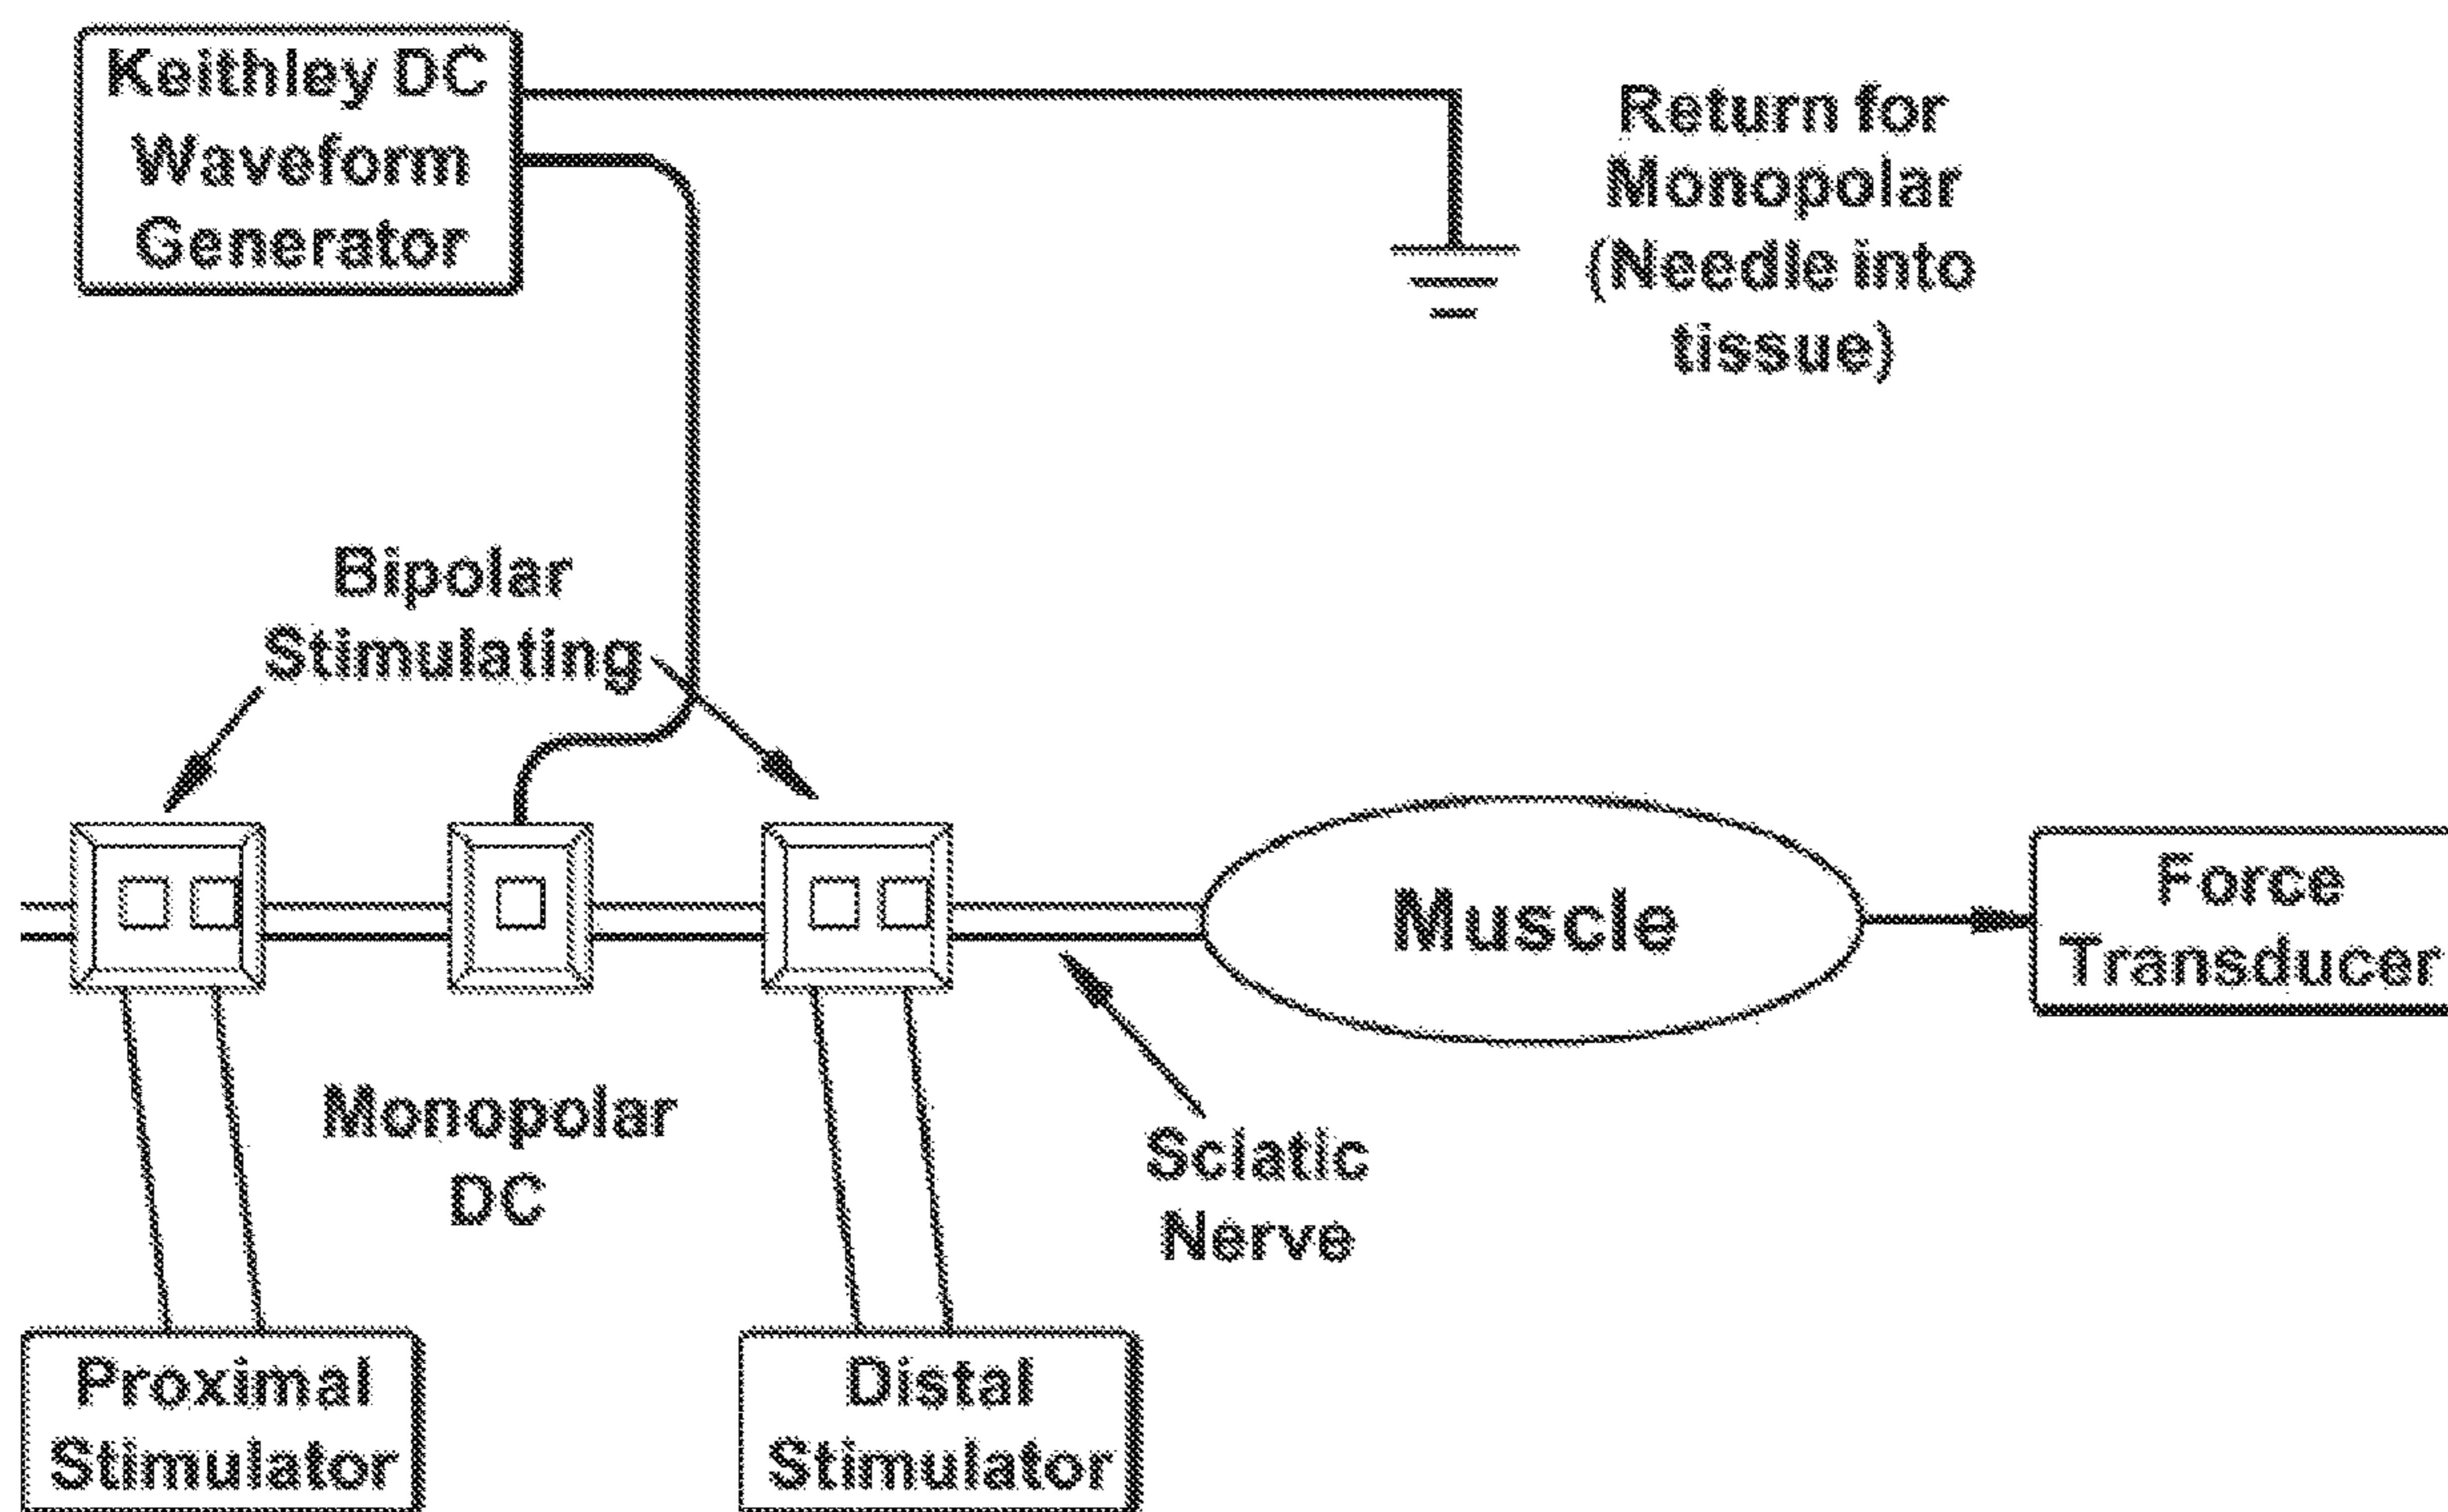 Keithley DC
Waveform
Generator
Return for
Monopolar
(Needle into
tissue)
Bipolar
Stimulating
Muscle
Force
Transducer
Monopolar
DC
Sciatic
Nerve
Proximal
Stimulator
Distal
Stimulator